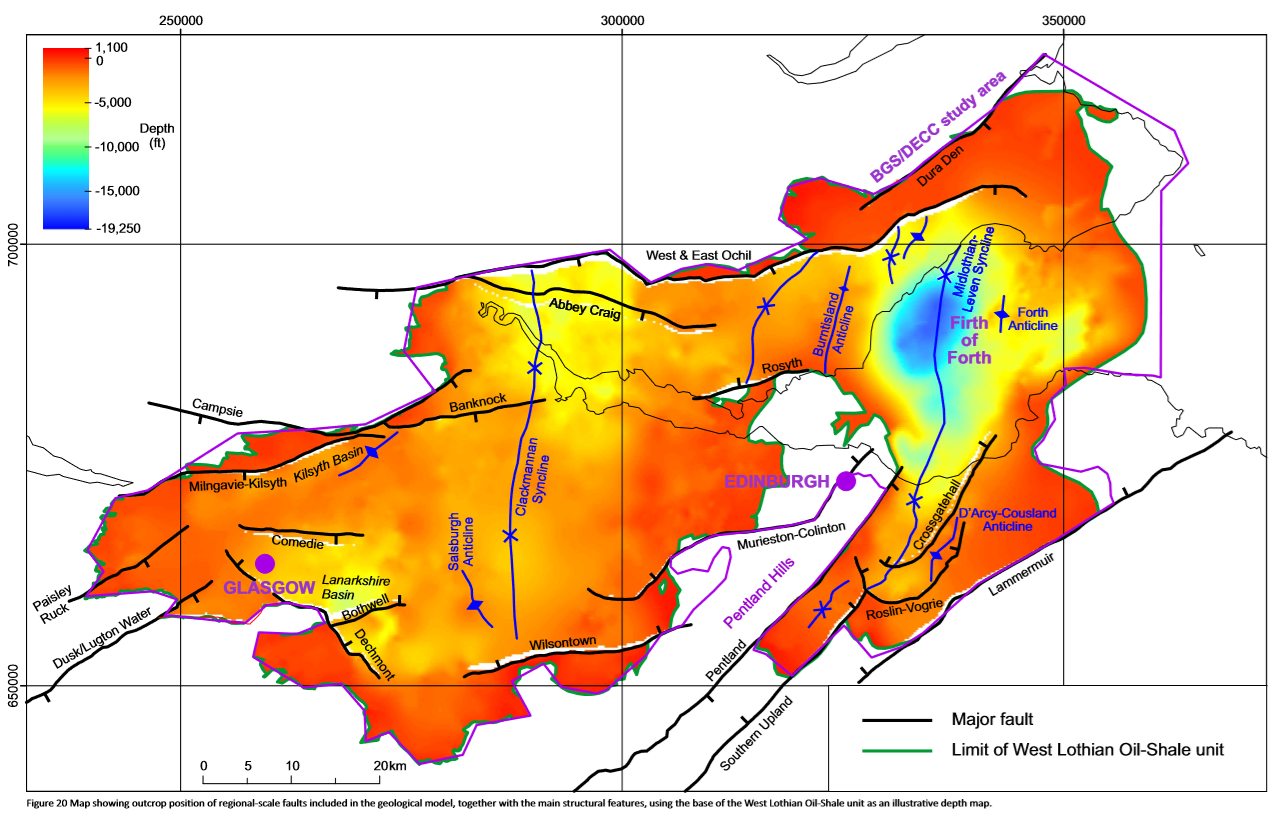 250000
300000
350000
1,100
0
-5,000
Depth
(ft)
-10,000
-15,000
-19,250
BGS/DECC study area
Dura Den
700000
West & East Ochil
Midlothian-
Leven Syncline
Abbey Craig
Burntisland
Anticline
Firth
of
Forth
Forth
Anticline
Rosyth
Campsie
Banknock
Clackmannan
Syncline
Kilsyth Basin
Milngavie-Kilsyth
EDINBURGH
Crossgatehall
D'Arcy-Cousland
Anticline
Murieston-Colinton
Comedie
Salsburgh
Anticline
GLASGOW
Lanarkshire
Basin
Pentland Hills
Lammermuir
Paisley
Ruck
Bothwell
Roslin-Vogrie
Dusk/Lugton Water
Dechmont
Wilsontown
Pentland
650000
Southern Upland
Major fault
Limit of West Lothian Oil-Shale unit
0 5 10 20km
Figure 20 Map showing outcrop position of regional-scale faults included in the geological model, together with the main structural features, using the base of the West Lothian Oil-Shale unit as an illustrative depth map.